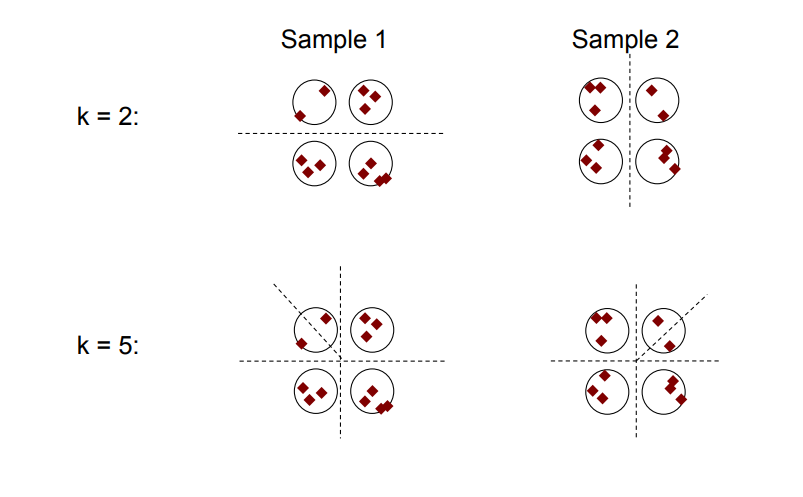 Sample 1
Sample 2
k = 2:
k = 5: